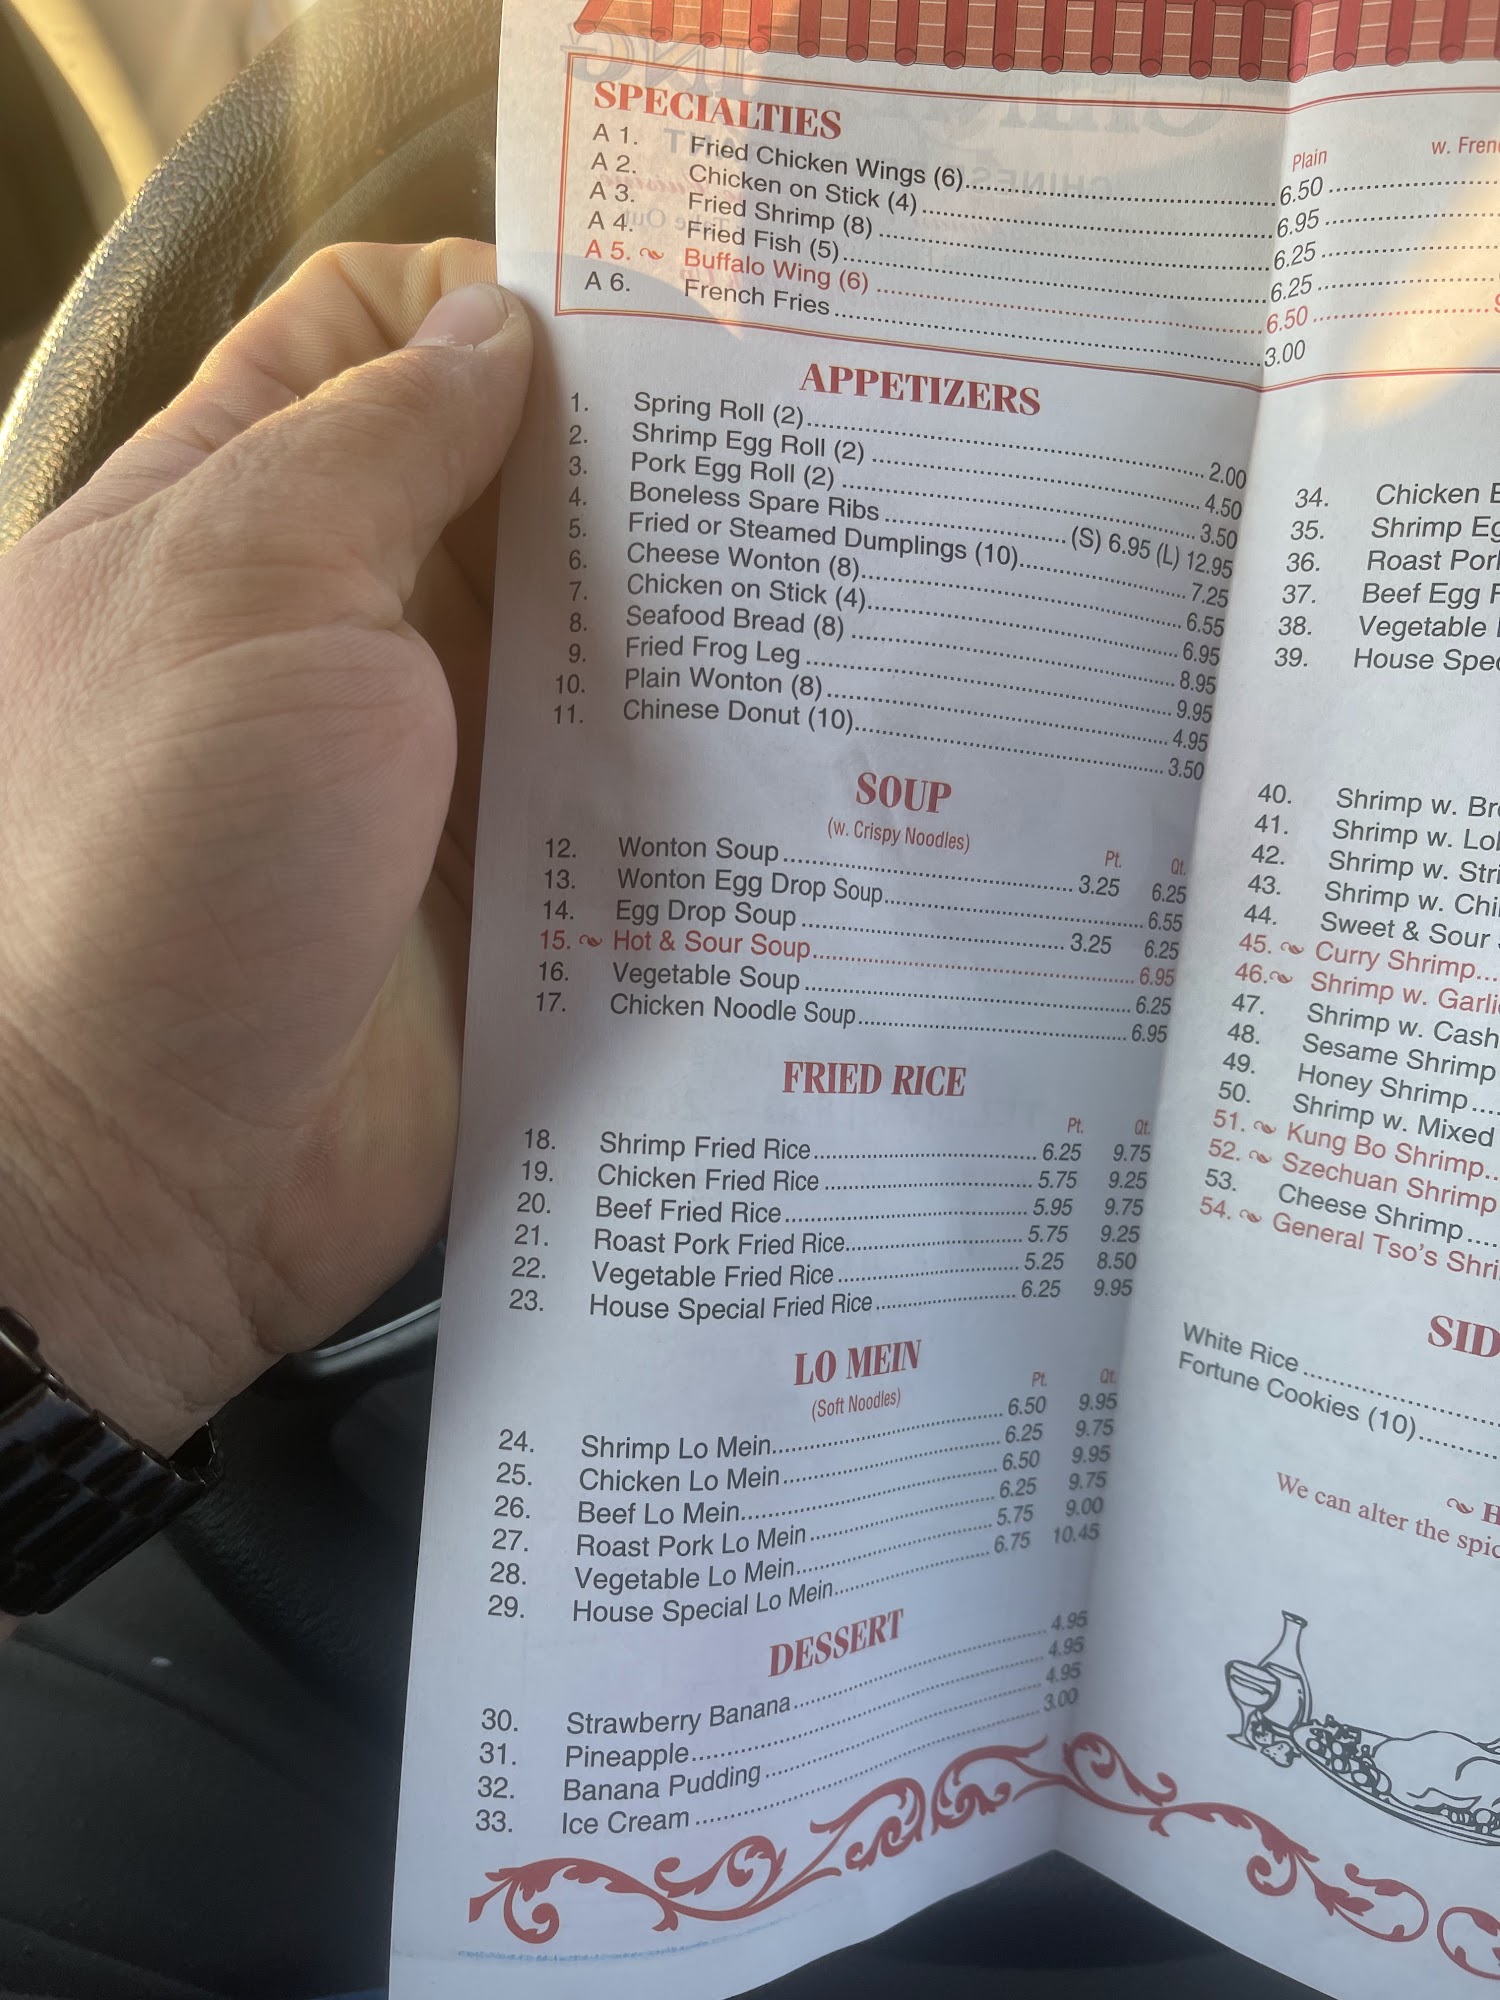 SPECIALTIES
Plain w. Fren
A 1. Fried Chicken Wings (6) 6.50
A 2. Chicken on Stick (4) 6.95
A 3. Fried Shrimp (8) 6.25
A 4. Fried Fish (5) 6.25
A 5. Buffalo Wing (6) 6.50
A 6. French Fries 3.00
APPETIZERS
1. Spring Roll (2) 2.00
2. Shrimp Egg Roll (2) 4.50
3. Pork Egg Roll (2) 3.50
4. Boneless Spare Ribs (S) 6.95 (L) 12.95
5. Fried or Steamed Dumplings (10) 7.25
6. Cheese Wonton (8) 6.55
7. Chicken on Stick (4) 6.95
8. Seafood Bread (8) 8.95
9. Fried Frog Leg 9.95
10. Plain Wonton (8) 4.95
11. Chinese Donut (10) 3.50
SOUP
(w. Crispy Noodles)
Pt. Qt.
12. Wonton Soup 3.25 6.25
13. Wonton Egg Drop Soup 6.55
14. Egg Drop Soup 3.25 6.25
15. Hot & Sour Soup 6.95
16. Vegetable Soup 6.25
17. Chicken Noodle Soup 6.95
FRIED RICE
Pt. Qt.
18. Shrimp Fried Rice 6.25 9.75
19. Chicken Fried Rice 5.75 9.25
20. Beef Fried Rice 5.95 9.75
21. Roast Pork Fried Rice 5.75 9.25
22. Vegetable Fried Rice 5.25 8.50
23. House Special Fried Rice 6.25 9.95
LO MEIN
(Soft Noodles)
Pt. Qt.
24. Shrimp Lo Mein 6.50 9.95
25. Chicken Lo Mein 6.25 9.75
26. Beef Lo Mein 6.50 9.95
27. Roast Pork Lo Mein 6.25 9.75
28. Vegetable Lo Mein 5.75 9.00
29. House Special Lo Mein 6.75 10.45
DESSERT
30. Strawberry Banana 4.95
31. Pineapple 4.95
32. Banana Pudding 4.95
33. Ice Cream 3.00
34. Chicken E
35. Shrimp Eg
36. Roast Por
37. Beef Egg F
38. Vegetable
39. House Spec
40. Shrimp w. Bro
41. Shrimp w. Lob
42. Shrimp w. Stri
43. Shrimp w. Chi
44. Sweet & Sour
45. Curry Shrimp
46. Shrimp w. Garli
47. Shrimp w. Cash
48. Sesame Shrimp
49. Honey Shrimp
50. Shrimp w. Mixed
51. Kung Bo Shrimp
52. Szechuan Shrimp
53. Cheese Shrimp
54. General Tso's Shri
SID
White Rice
Fortune Cookies (10)
H
We can alter the spic